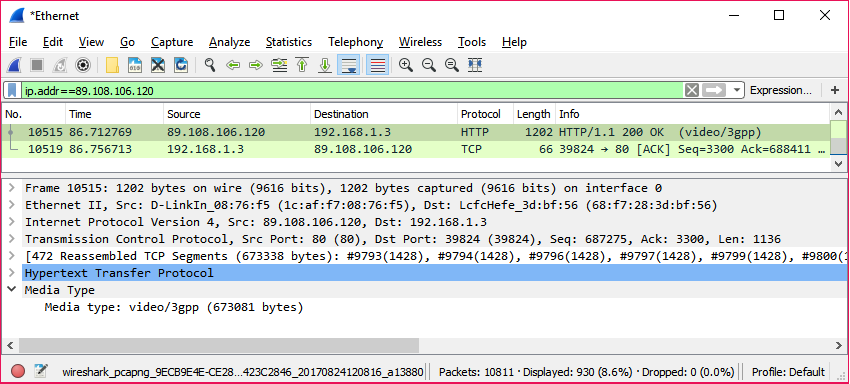 *Ethernet
File Edit View Go Capture Analyze Statistics Telephony Wireless Tools Help
ip.addr==89.108.106.120 Expression... +
No. Time Source Destination Protocol Length Info
10515 86.712769 89.108.106.120 192.168.1.3 HTTP 1202 HTTP/1.1 200 OK (video/3gpp)
10519 86.756713 192.168.1.3 89.108.106.120 TCP 66 39824 → 80 [ACK] Seq=3300 Ack=688411 …
Frame 10515: 1202 bytes on wire (9616 bits), 1202 bytes captured (9616 bits) on interface 0
Ethernet II, Src: D-LinkIn_08:76:f5 (1c:af:f7:08:76:f5), Dst: LcfcHefe_3d:bf:56 (68:f7:28:3d:bf:56)
Internet Protocol Version 4, Src: 89.108.106.120, Dst: 192.168.1.3
Transmission Control Protocol, Src Port: 80 (80), Dst Port: 39824 (39824), Seq: 687275, Ack: 3300, Len: 1136
[472 Reassembled TCP Segments (673338 bytes): #9793(1428), #9794(1428), #9796(1428), #9797(1428), #9799(1428), #9800(1
Hypertext Transfer Protocol
Media Type
Media type: video/3gpp (673081 bytes)
wireshark_pcapng_9ECB9E4E-CE28...423C2846_20170824120816_a13880 Packets: 10811 · Displayed: 930 (8.6%) · Dropped: 0 (0.0%) Profile: Default